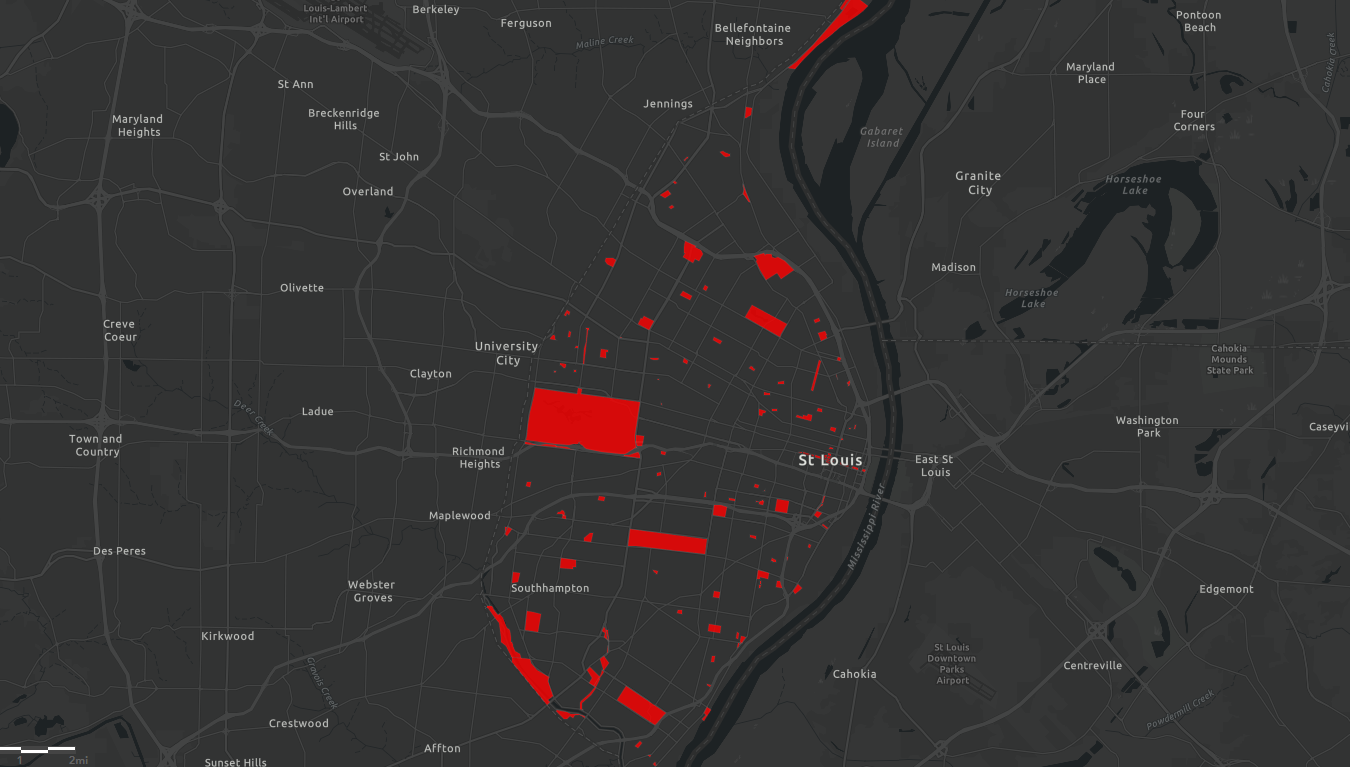 Louis-Lambert
Int'l Airport
Berkeley
Ferguson
Maline Creek
Bellefontaine
Neighbors
Pontoon
Beach
Cahokia Creek
Maryland
Place
St Ann
Breckenridge
Hills
Jennings
Maryland
Heights
Four
Corners
Gabaret
Island
St John
Overland
Granite
City
Horseshoe
Lake
Madison
Olivette
Horseshoe
Lake
Creve
Coeur
University
City
Cahokia
Mounds
State Park
Clayton
Ladue
Deer Creek
Washington
Park
Caseyvi
Town and
Country
Richmond
Heights
St Louis
East St
Louis
Maplewood
Mississippi River
Des Peres
Webster
Groves
Southhampton
Edgemont
Kirkwood
Gravois Creek
St Louis
Downtown
Parks
Airport
Cahokia
Centreville
Powdermill Creek
Crestwood
Affton
Sunset Hills
1 2mi